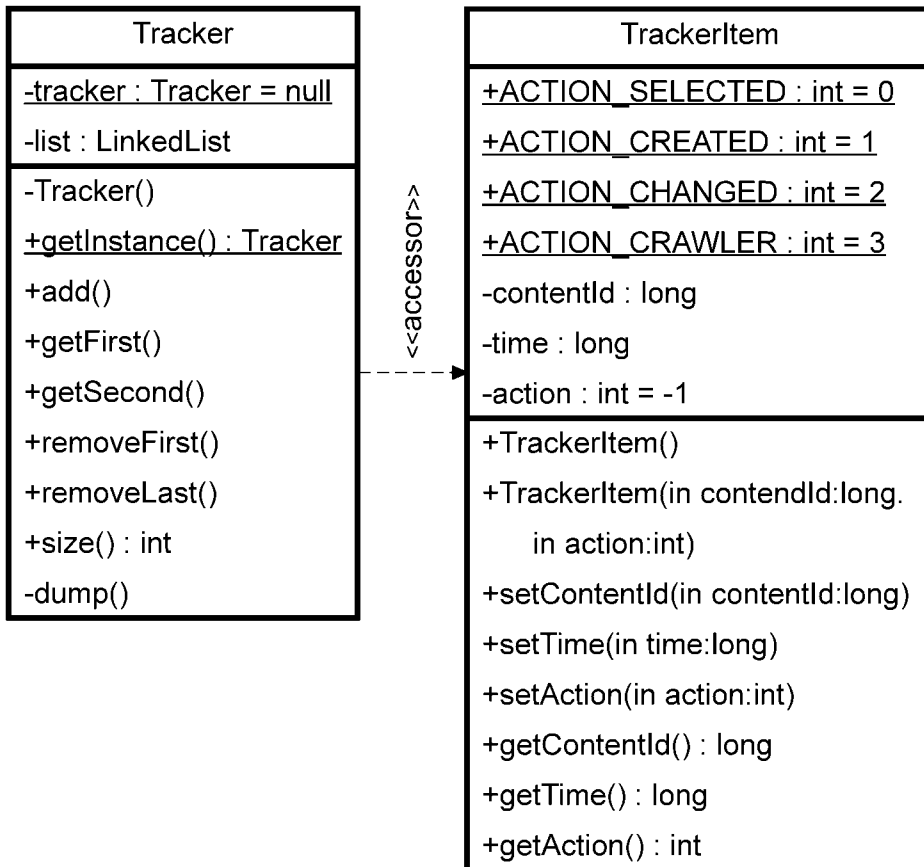 Tracker
-tracker : Tracker = null
-list : LinkedList
-Tracker()
+getInstance() : Tracker
+add()
+getFirst()
+getSecond()
+removeFirst()
+removeLast()
+size() : int
-dump()
<<accessor>>
TrackerItem
+ACTION_SELECTED : int = 0
+ACTION_CREATED : int = 1
+ACTION_CHANGED : int = 2
+ACTION_CRAWLER : int = 3
-contentId : long
-time : long
-action : int = -1
+TrackerItem()
+TrackerItem(in contendId:long.
in action:int)
+setContentId(in contentId:long)
+setTime(in time:long)
+setAction(in action:int)
+getContentId() : long
+getTime() : long
+getAction() : int